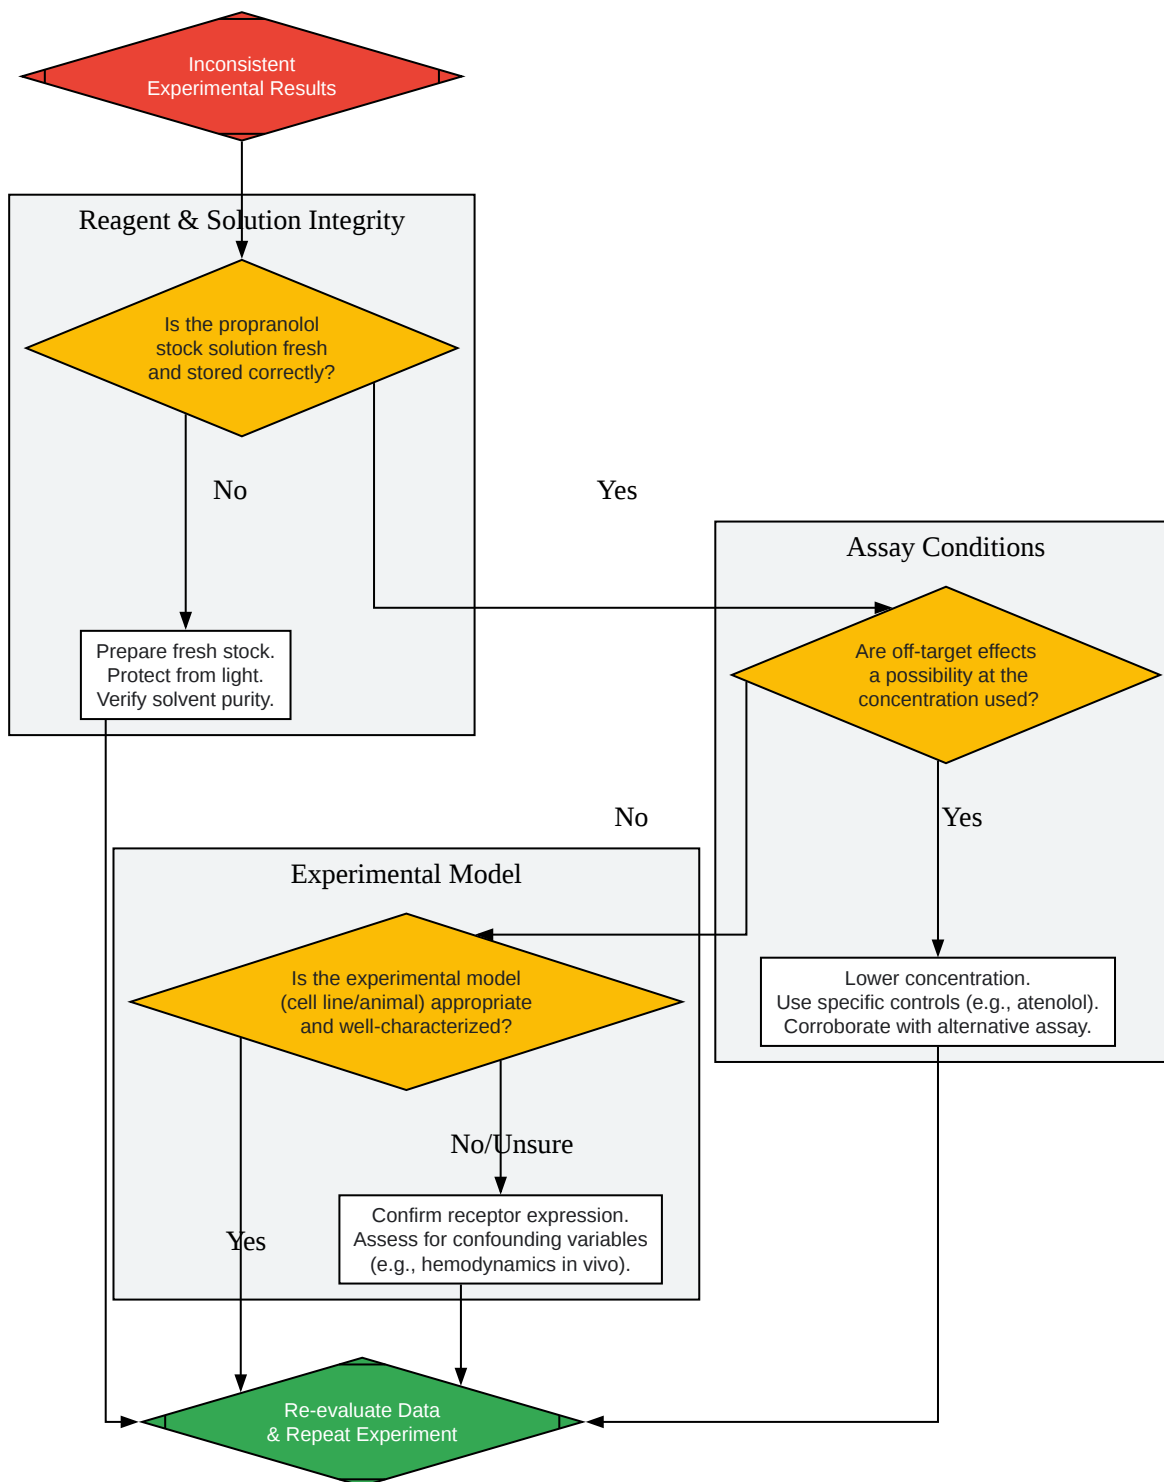 Inconsistent
Experimental Results
Reagent & Solution Integrity
Is the propranolol
stock solution fresh
and stored correctly?
No
Yes
Prepare fresh stock.
Protect from light.
Verify solvent purity.
Assay Conditions
Are off-target effects
a possibility at the
concentration used?
No
Yes
Lower concentration.
Use specific controls (e.g., atenolol).
Corroborate with alternative assay.
Experimental Model
Is the experimental model
(cell line/animal) appropriate
and well-characterized?
No/Unsure
Yes
Confirm receptor expression.
Assess for confounding variables
(e.g., hemodynamics in vivo).
Re-evaluate Data
& Repeat Experiment